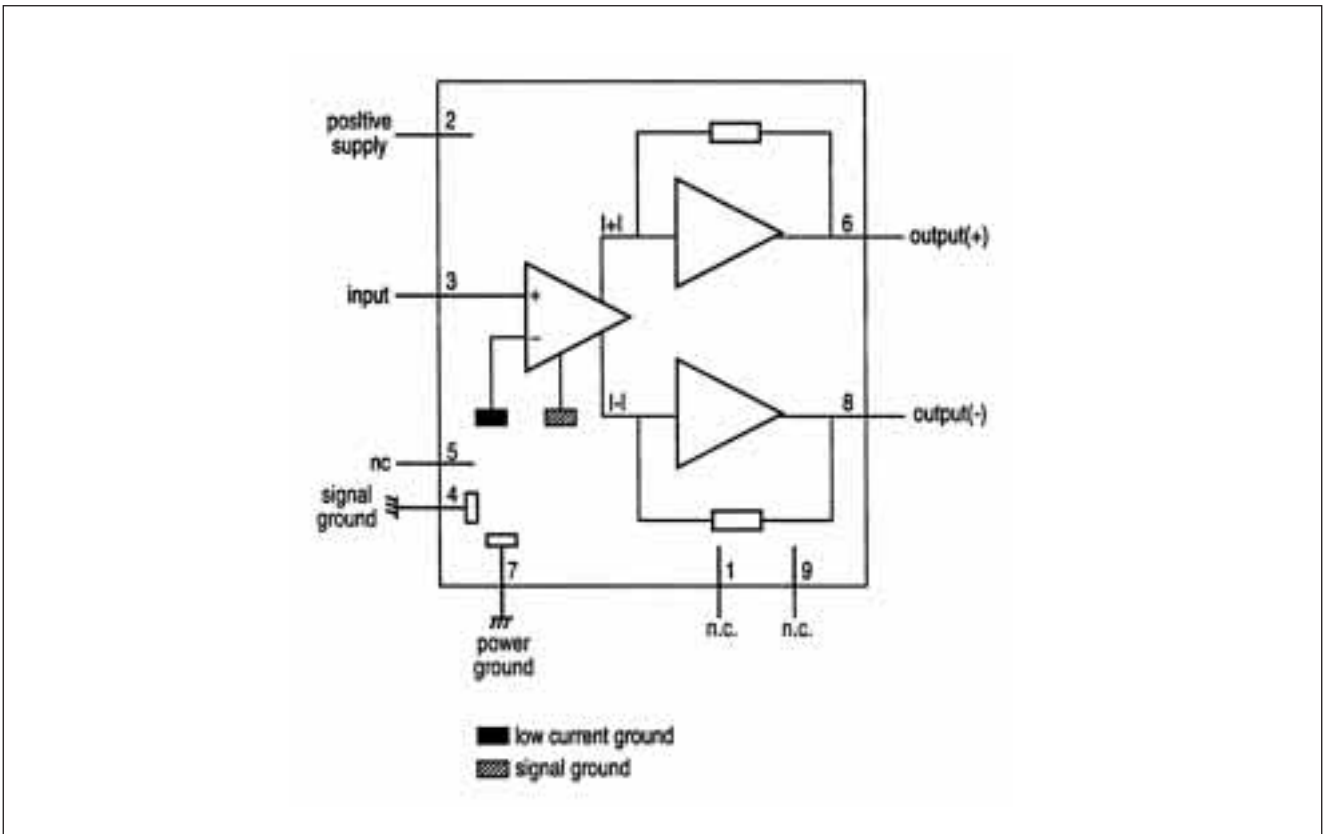 positive
supply
2
I+I
6
output(+)
input
3
+
−
I-I
8
output(-)
nc
5
signal
ground
4
7
1
9
power
ground
n.c.
n.c.
low current ground
signal ground